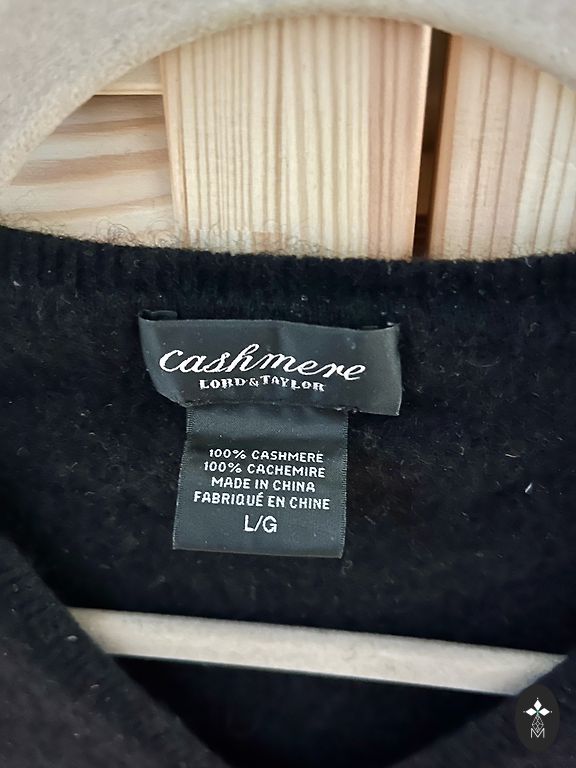 cashmere
LORD & TAYLOR
100% CASHMERE
100% CACHEMIRE
MADE IN CHINA
FABRIQUÉ EN CHINE
L/G
M